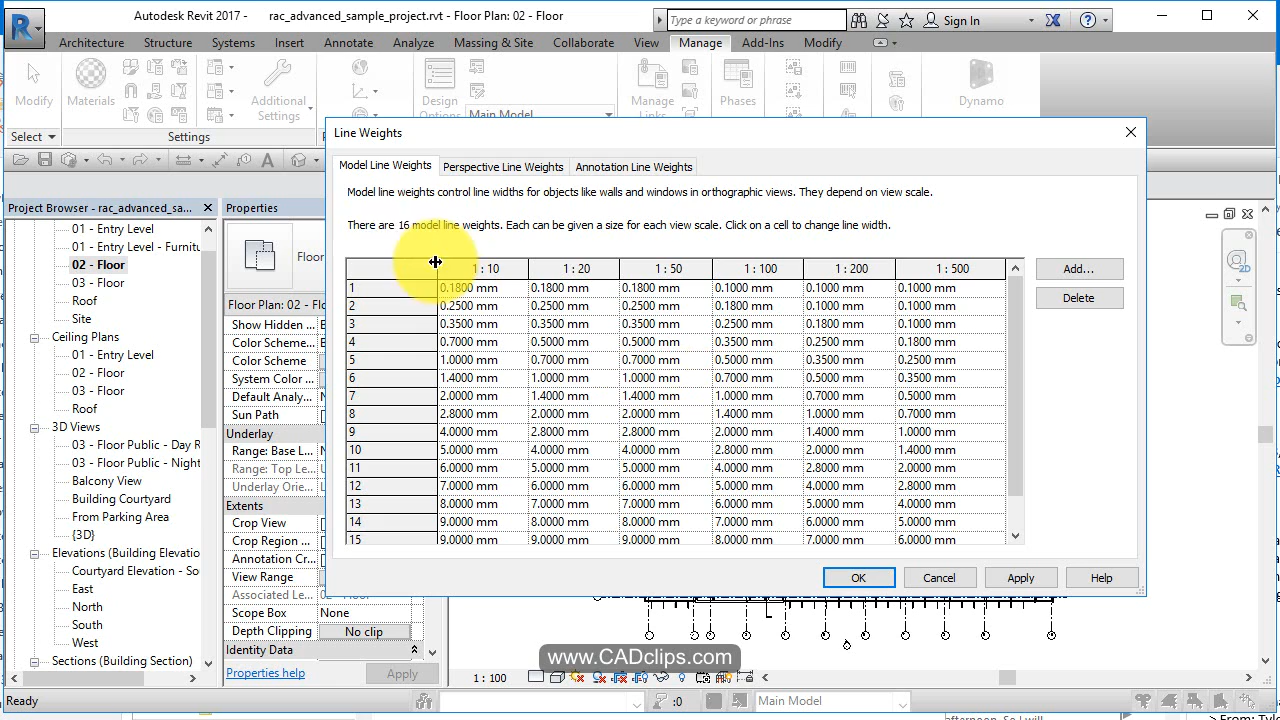 Autodesk Revit 2017 - rac_advanced_sample_project.rvt - Floor Plan: 02 - Floor
Type a keyword or phrase
Sign In
Architecture Structure Systems Insert Annotate Analyze Massing & Site Collaborate View Manage Add-Ins Modify
Modify
Materials
Additional
Settings
Design
Options
Main Model
Manage
Links
Phases
Dynamo
Select
Settings
Project Browser - rac_advanced_sa...
01 - Entry Level
01 - Entry Level - Furnitu
02 - Floor
03 - Floor
Roof
Site
Ceiling Plans
01 - Entry Level
02 - Floor
03 - Floor
Roof
3D Views
03 - Floor Public - Day R
03 - Floor Public - Night
Balcony View
Building Courtyard
From Parking Area
{3D}
Elevations (Building Elevatio
Courtyard Elevation - So
East
North
South
West
Sections (Building Section)
Properties
Floor
Floor Plan: 02 - F
Show Hidden ...
Color Scheme...
Color Scheme
System Color ...
Default Analy...
Sun Path
Underlay
Range: Base L...
Range: Top Le
Underlay Orie...
Extents
Crop View
Crop Region ...
Annotation Cr...
View Range
Associated Le...
02 - Floor
Scope Box
None
Depth Clipping
No clip
Identity Data
Properties help
Apply
Line Weights
Model Line Weights Perspective Line Weights Annotation Line Weights
Model line weights control line widths for objects like walls and windows in orthographic views. They depend on view scale.
There are 16 model line weights. Each can be given a size for each view scale. Click on a cell to change line width.
1 : 10 1 : 20 1 : 50 1 : 100 1 : 200 1 : 500
1 0.1800 mm 0.1800 mm 0.1800 mm 0.1000 mm 0.1000 mm 0.1000 mm
2 0.2500 mm 0.2500 mm 0.2500 mm 0.1800 mm 0.1000 mm 0.1000 mm
3 0.3500 mm 0.3500 mm 0.3500 mm 0.2500 mm 0.1800 mm 0.1000 mm
4 0.7000 mm 0.5000 mm 0.5000 mm 0.3500 mm 0.2500 mm 0.1800 mm
5 1.0000 mm 0.7000 mm 0.7000 mm 0.5000 mm 0.3500 mm 0.2500 mm
6 1.4000 mm 1.0000 mm 1.0000 mm 0.7000 mm 0.5000 mm 0.3500 mm
7 2.0000 mm 1.4000 mm 1.4000 mm 1.0000 mm 0.7000 mm 0.5000 mm
8 2.8000 mm 2.0000 mm 2.0000 mm 1.4000 mm 1.0000 mm 0.7000 mm
9 4.0000 mm 2.8000 mm 2.8000 mm 2.0000 mm 1.4000 mm 1.0000 mm
10 5.0000 mm 4.0000 mm 4.0000 mm 2.8000 mm 2.0000 mm 1.4000 mm
11 6.0000 mm 5.0000 mm 5.0000 mm 4.0000 mm 2.8000 mm 2.0000 mm
12 7.0000 mm 6.0000 mm 6.0000 mm 5.0000 mm 4.0000 mm 2.8000 mm
13 8.0000 mm 7.0000 mm 7.0000 mm 6.0000 mm 5.0000 mm 4.0000 mm
14 9.0000 mm 8.0000 mm 8.0000 mm 7.0000 mm 6.0000 mm 5.0000 mm
15 9.0000 mm 9.0000 mm 9.0000 mm 8.0000 mm 7.0000 mm 6.0000 mm
Add...
Delete
OK Cancel Apply Help
2D
www.CADclips.com
1 : 100
Ready
:0
Main Model